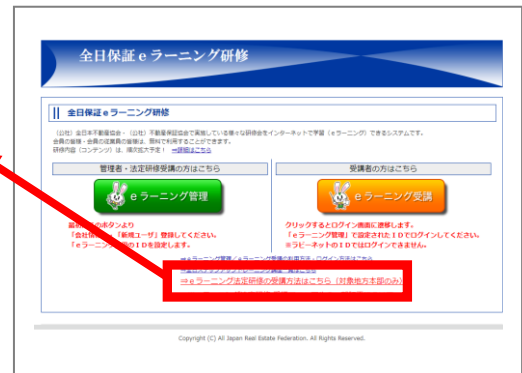 全日保証eラーニング研修
全日保証eラーニング研修
(公社)全日本不動産協会・(公社)不動産保証協会で実施している様々な研修会をインターネットで学習(eラーニング)できるシステムです。
会員の皆様・会員の従業員の皆様は、無料で利用することができます。
研修内容(コンテンツ)は、順次拡大予定! ⇒詳細はこちら
管理者・法定研修受講の方はこちら
受講者の方はこちら
eラーニング管理
eラーニング受講
のボタンより
「会社情 「新規ユーザ」登録してください。
「eラーニング のIDを設定します。
クリックするとログイン画面に遷移します。
「eラーニング管理」で設定されたIDでログインしてください。
※ラビーネットのIDではログインできません。
⇒eラーニング法定研修の受講方法はこちら(対象地方本部のみ)
Copyright (C) All Japan Real Estate Federation. All Rights Reserved.